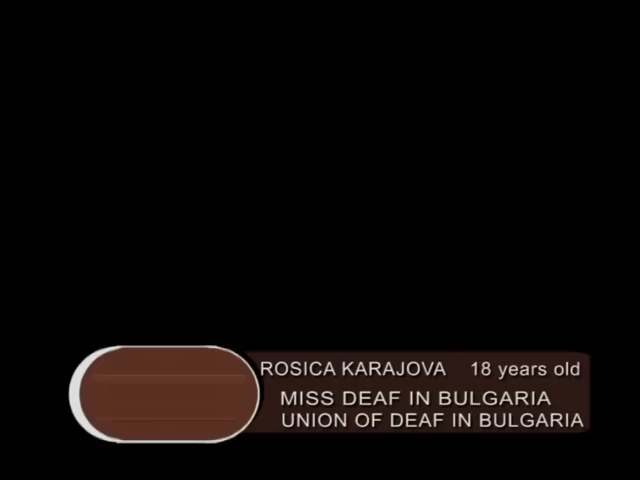 ROSICA KARAJOVA 18 years old
MISS DEAF IN BULGARIA
UNION OF DEAF IN BULGARIA